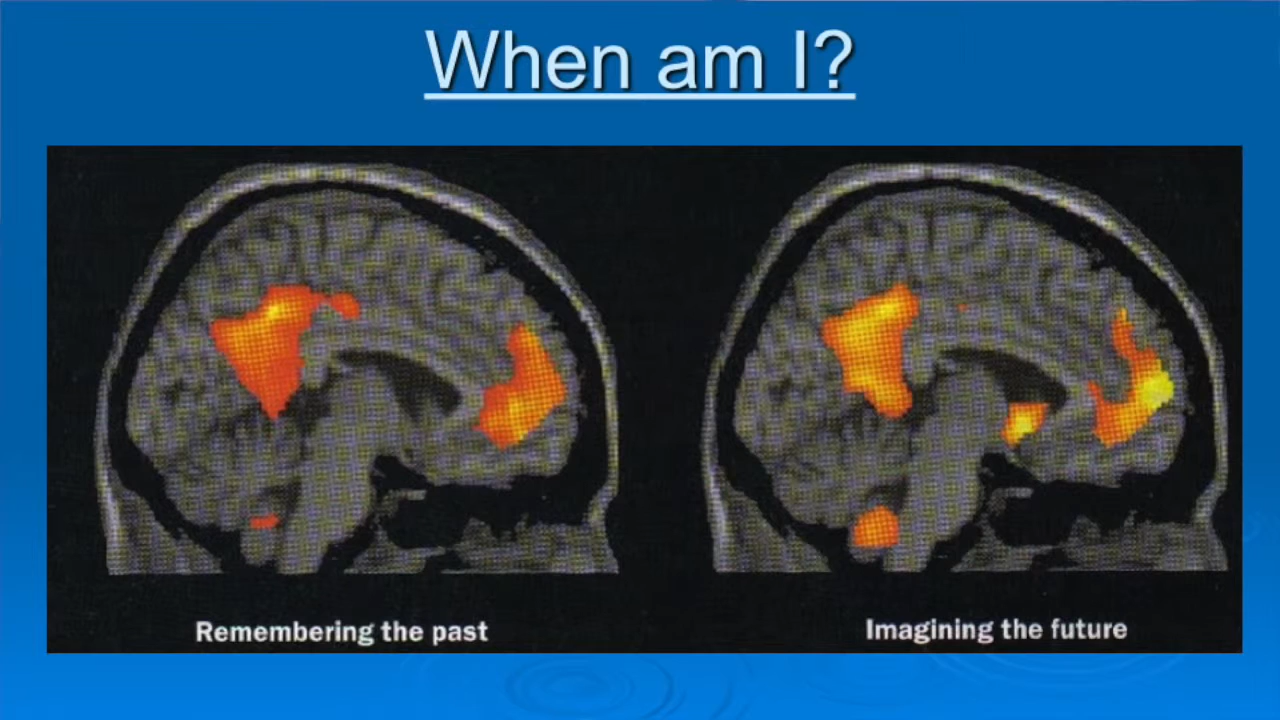 When am I?
Remembering the past
Imagining the future